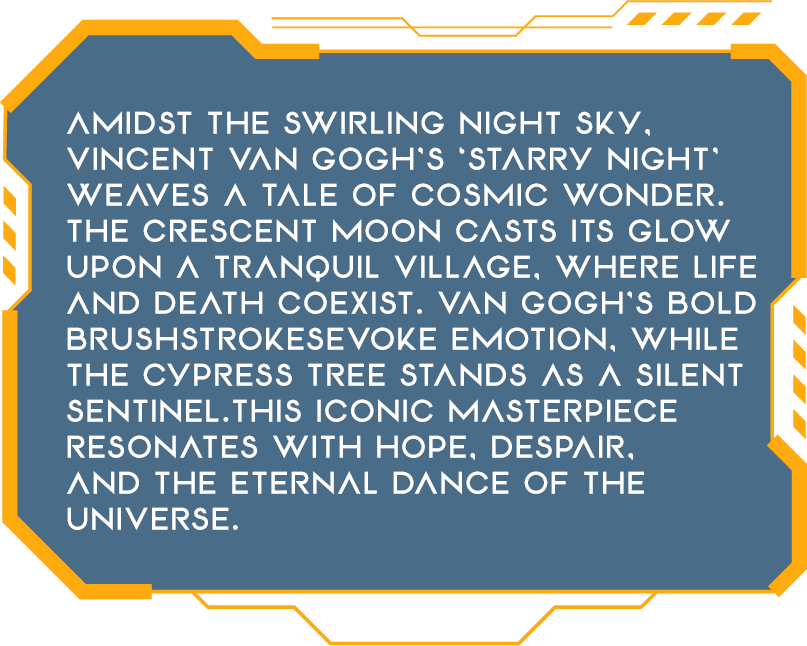 AMIDST THE SWIRLING NIGHT SKY,
VINCENT VAN GOGH'S 'STARRY NIGHT'
WEAVES A TALE OF COSMIC WONDER.
THE CRESCENT MOON CASTS ITS GLOW
UPON A TRANQUIL VILLAGE, WHERE LIFE
AND DEATH COEXIST. VAN GOGH'S BOLD
BRUSHSTROKESEVOKE EMOTION, WHILE
THE CYPRESS TREE STANDS AS A SILENT
SENTINEL.THIS ICONIC MASTERPIECE
RESONATES WITH HOPE, DESPAIR,
AND THE ETERNAL DANCE OF THE
UNIVERSE.